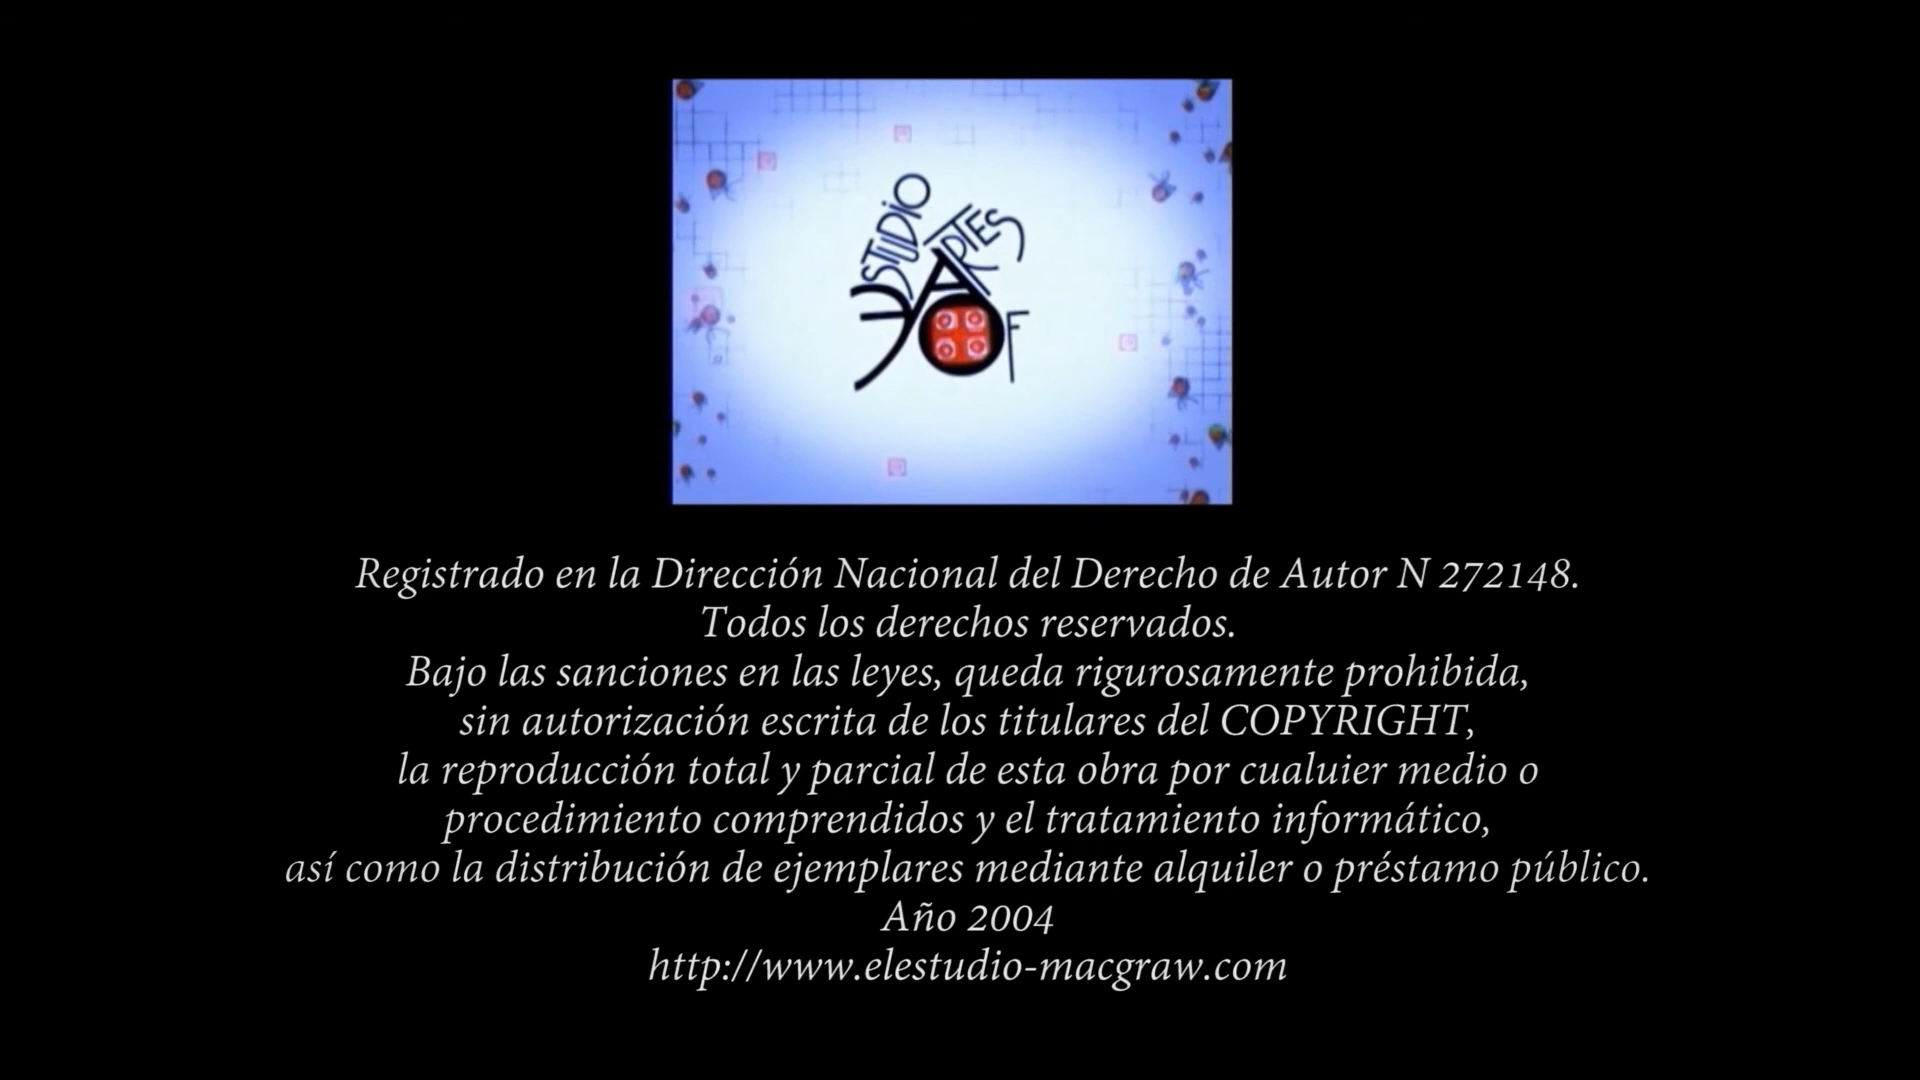 ESTUDIO
ARTES
OF
Registrado en la Dirección Nacional del Derecho de Autor N 272148.
Todos los derechos reservados.
Bajo las sanciones en las leyes, queda rigurosamente prohibida,
sin autorización escrita de los titulares del COPYRIGHT,
la reproducción total y parcial de esta obra por cualuier medio o
procedimiento comprendidos y el tratamiento informático,
así como la distribución de ejemplares mediante alquiler o préstamo público.
Año 2004
http://www.elestudio-macgraw.com